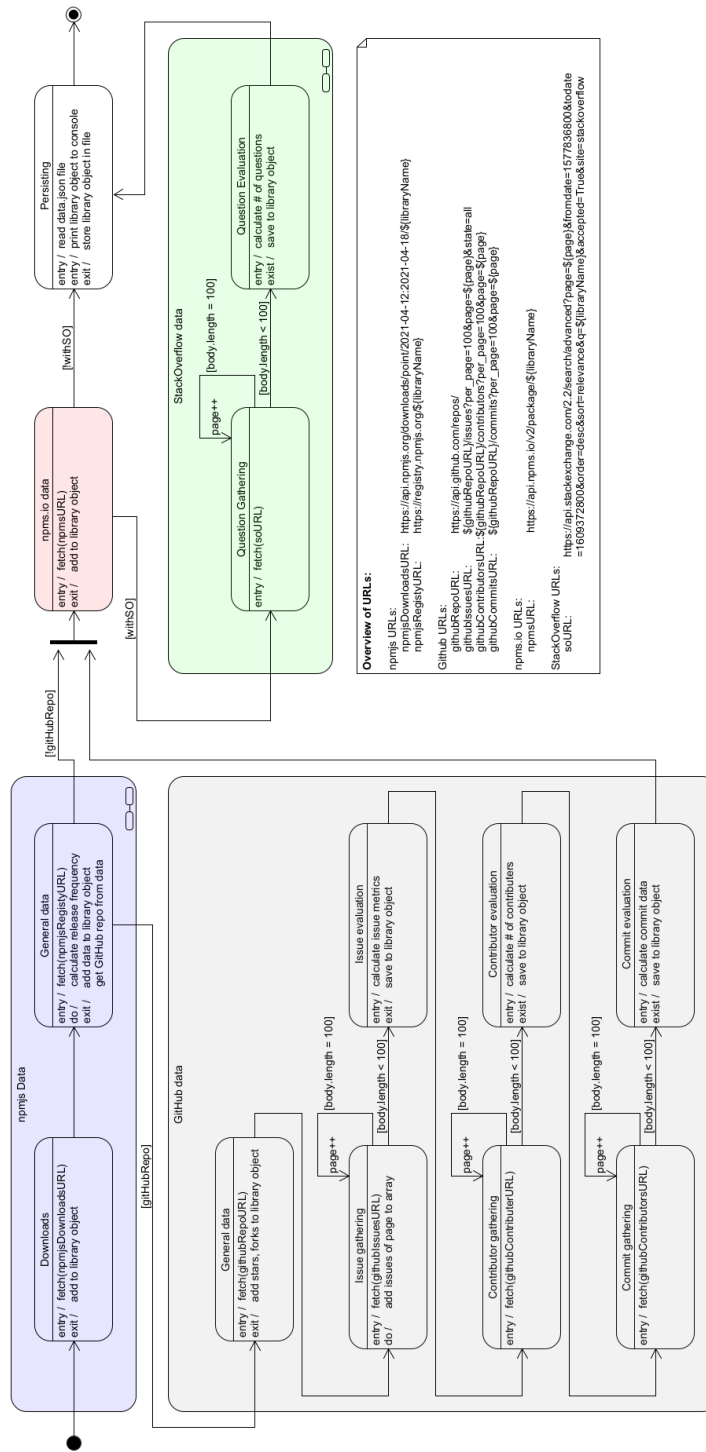 npmjs Data
Downloads
entry / fetch(npmjsDownloadsURL)
exit / add to library object
General data
entry / fetch(npmjsRegistyURL)
do / calculate release frequency
exit / add data to library object
get GitHub repo from data
[!gitHubRepo]
[gitHubRepo]
npms.io data
entry / fetch(npmsURL)
exit / add to library object
[!withSO]
[withSO]
Persisting
entry / read data.json file
entry / print library object to console
exit / store library object in file
GitHub data
General data
entry / fetch(githubRepoURL)
exit / add stars, forks to library object
Issue gathering
entry / fetch(githubIssuesURL)
do / add issues of page to array
page++
[body.length = 100]
[body.length < 100]
Issue evaluation
entry / calculate issue metrics
exit / save to library object
Contributor gathering
entry / fetch(githubContributerURL)
page++
[body.length = 100]
[body.length < 100]
Contributor evaluation
entry / calculate # of contributers
exist / save to library object
Commit gathering
entry / fetch(githubContributorsURL)
page++
[body.length = 100]
[body.length < 100]
Commit evaluation
entry / calculate commit data
exist / save to library object
StackOverflow data
Question Gathering
entry / fetch(soURL)
page++
[body.length = 100]
[body.length < 100]
Question Evaluation
entry / calculate # of questions
exist / save to library object
Overview of URLs:
npmjs URLs:
npmjsDownloadsURL: https://api.npmjs.org/downloads/point/2021-04-12:2021-04-18/${libraryName}
npmjsRegistyURL: https://registry.npmjs.org/${libraryName}
Github URLs:
githubRepoURL: https://api.github.com/repos/
githubIssuesURL: ${githubRepoURL}/issues?per_page=100&page=${page}&state=all
githubContributorsURL:${githubRepoURL}/contributors?per_page=100&page=${page}
githubCommitsURL: ${githubRepoURL}/commits?per_page=100&page=${page}
npms.io URLs:
npmsURL: https://api.npms.io/v2/package/${libraryName}
StackOverflow URLs:
soURL: https://api.stackexchange.com/2.2/search/advanced?page=${page}&fromdate=1577836800&todate
=1609372800&order=desc&sort=relevance&q=${libraryName}&accepted=True&site=stackoverflow